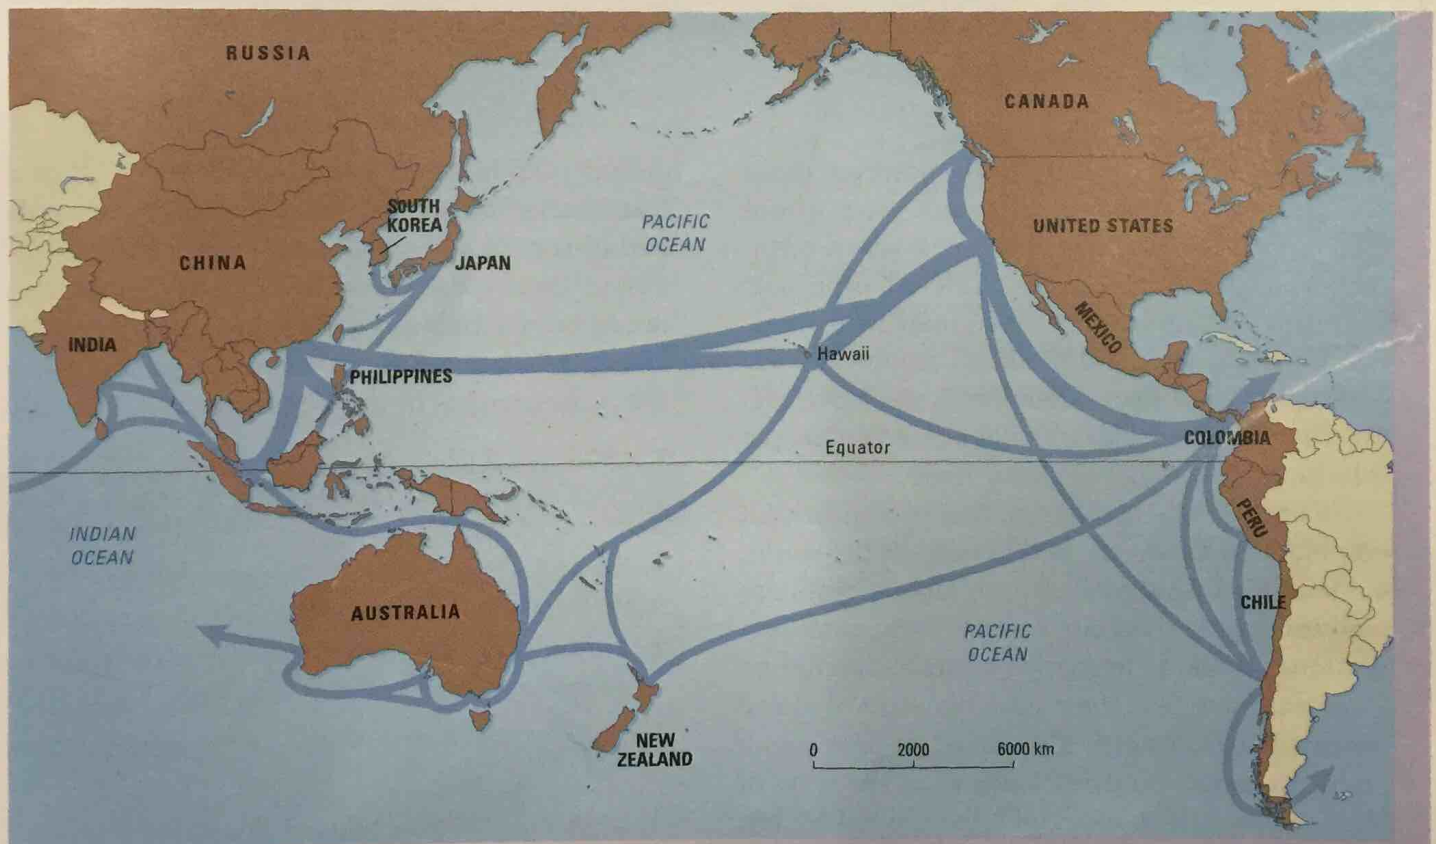 RUSSIA
CANADA
SOUTH
KOREA
PACIFIC
OCEAN
UNITED STATES
CHINA
JAPAN
MEXICO
INDIA
Hawaii
PHILIPPINES
COLOMBIA
Equator
PERU
INDIAN
OCEAN
AUSTRALIA
CHILE
PACIFIC
OCEAN
NEW
ZEALAND
0 2000 6000 km